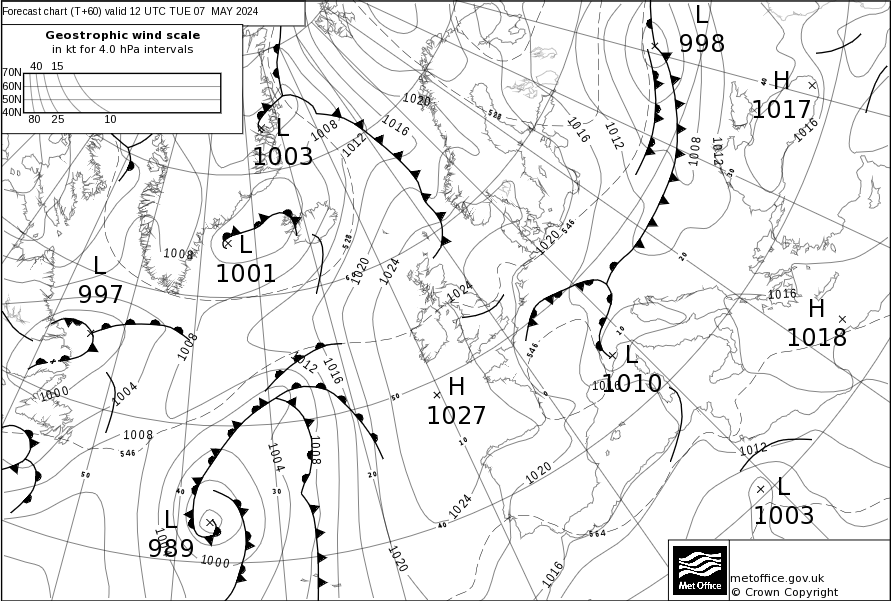 Forecast chart (T+60) valid 12 UTC TUE 07 MAY 2024
Geostrophic wind scale
in kt for 4.0 hPa intervals
40 15
70N
60N
50N
40N
80 25 10
L
998
H
1017
L
1003
L
1001
L
997
H
1018
L
1010
H
1027
L
1003
L
989
1020
1016
1008
1012
528
1016
1012
1008
1012
1016
40
30
20
1008
528
1020
1024
1020
546
1024
1016
1008
1012
1016
546
10
0
50
1000
1004
1008
546
50
1004
1008
40
30
20
10
1020
1024
40
1012
564
1000
1020
1016
Met Office
metoffice.gov.uk
© Crown Copyright